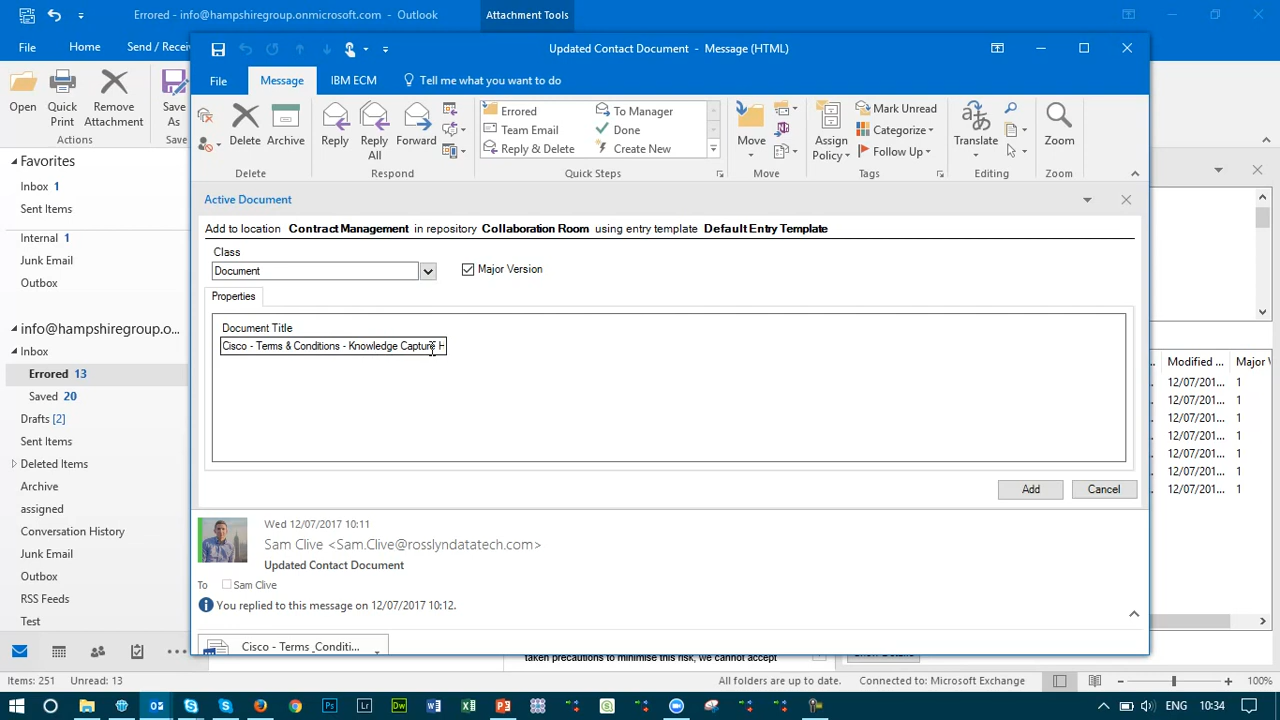 Errored - info@hampshiregroup.onmicrosoft.com - Outlook
Attachment Tools
File
Home
Send / Recei
Open
Quick Print
Remove Attachment
Save As
Actions
Updated Contact Document - Message (HTML)
File
Message
IBM ECM
Tell me what you want to do
Delete
Archive
Reply
Reply All
Forward
Errored
To Manager
Team Email
Done
Reply & Delete
Create New
Move
Assign Policy
Mark Unread
Categorize
Follow Up
Translate
Zoom
Delete
Respond
Quick Steps
Move
Tags
Editing
Zoom
Favorites
Inbox 1
Sent Items
Internal 1
Junk Email
Outbox
info@hampshiregroup.o...
Inbox
Errored 13
Saved 20
Drafts [2]
Sent Items
Deleted Items
Archive
assigned
Conversation History
Junk Email
Outbox
RSS Feeds
Test
Active Document
Add to location Contract Management in repository Collaboration Room using entry template Default Entry Template
Class
Document
Major Version
Properties
Document Title
Cisco - Terms & Conditions - Knowledge Capture H
Add
Cancel
Wed 12/07/2017 10:11
Sam Clive <Sam.Clive@rosslyndatatech.com>
Updated Contact Document
To Sam Clive
You replied to this message on 12/07/2017 10:12.
Cisco - Terms _Conditi...
taken precautions to minimise this risk, we cannot accept
Modified ...
Major V
12/07/201... 1
12/07/201... 1
12/07/201... 1
12/07/201... 1
12/07/201... 1
12/07/201... 1
12/07/201... 1
Items: 251
Unread: 13
All folders are up to date.
Connected to: Microsoft Exchange
100%
ENG
10:34